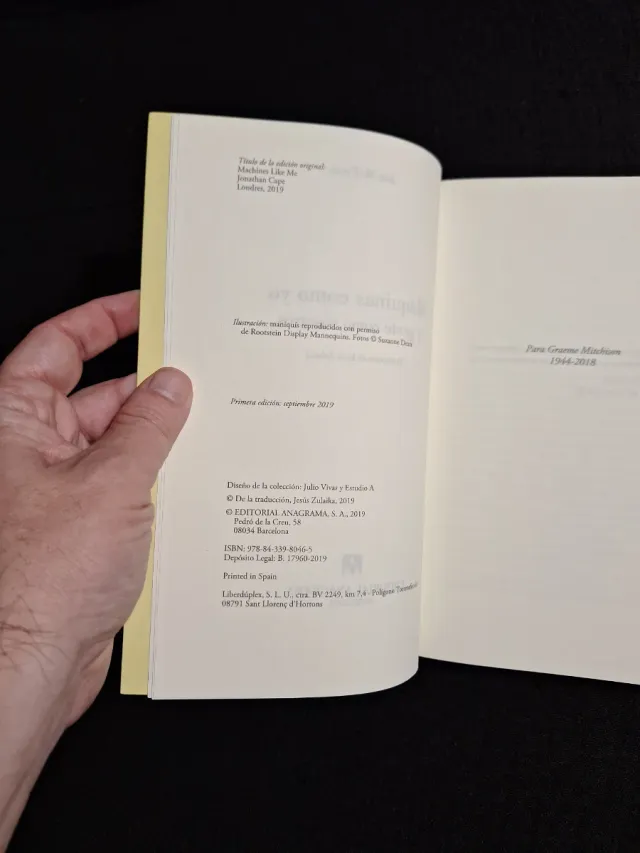 Título de la edición original:
Machines Like Me
Jonathan Cape
Londres, 2019
Ilustración: maniquís reproducidos con permiso
de Rootstein Display Mannequins. Fotos © Susanne Dean
Primera edición: septiembre 2019
Diseño de la colección: Julio Vivas y Estudio A
© De la traducción, Jesús Zulaika, 2019
© EDITORIAL ANAGRAMA, S. A., 2019
Pedró de la Creu, 58
08034 Barcelona
ISBN: 978-84-339-8046-5
Depósito Legal: B. 17960-2019
Printed in Spain
Liberdúplex, S. L. U., ctra. BV 2249, km 7,4 - Polígono
08791 Sant Llorenç d'Hortons
Para Graeme Mitchison
1944-2018